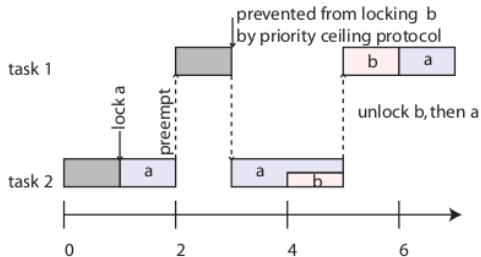 prevented from locking b
by priority ceiling protocol
task 1
b
a
lock a
preempt
unlock b, then a
task 2
a
a
b
0
2
4
6